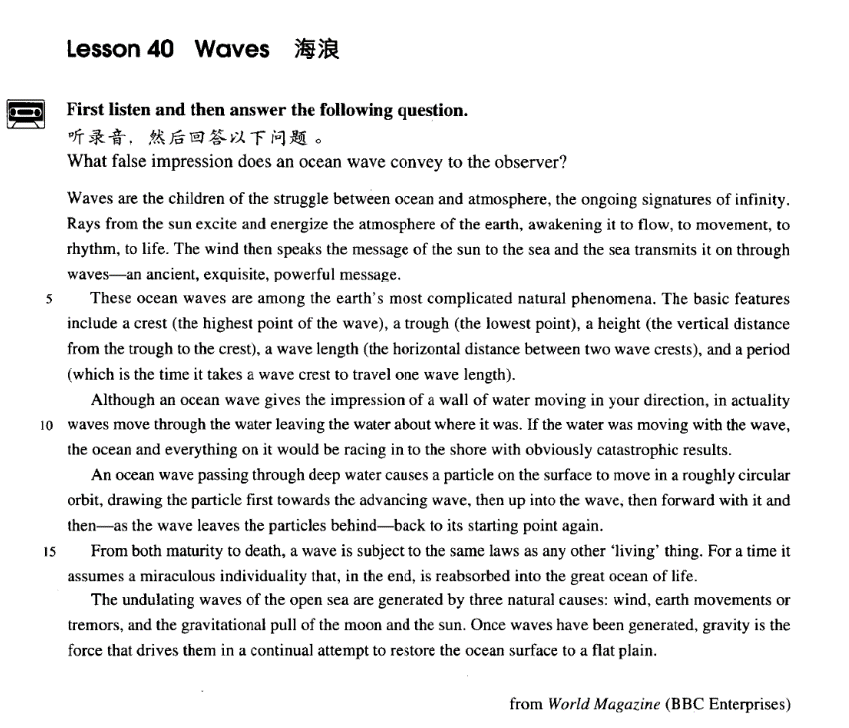 Lesson 40 Waves 海浪
First listen and then answer the following question.
听录音，然后回答以下问题。
What false impression does an ocean wave convey to the observer?
Waves are the children of the struggle between ocean and atmosphere, the ongoing signatures of infinity.
Rays from the sun excite and energize the atmosphere of the earth, awakening it to flow, to movement, to
rhythm, to life. The wind then speaks the message of the sun to the sea and the sea transmits it on through
waves—an ancient, exquisite, powerful message.
5 These ocean waves are among the earth's most complicated natural phenomena. The basic features
include a crest (the highest point of the wave), a trough (the lowest point), a height (the vertical distance
from the trough to the crest), a wave length (the horizontal distance between two wave crests), and a period
(which is the time it takes a wave crest to travel one wave length).
Although an ocean wave gives the impression of a wall of water moving in your direction, in actuality
10 waves move through the water leaving the water about where it was. If the water was moving with the wave,
the ocean and everything on it would be racing in to the shore with obviously catastrophic results.
An ocean wave passing through deep water causes a particle on the surface to move in a roughly circular
orbit, drawing the particle first towards the advancing wave, then up into the wave, then forward with it and
then—as the wave leaves the particles behind—back to its starting point again.
15 From both maturity to death, a wave is subject to the same laws as any other 'living' thing. For a time it
assumes a miraculous individuality that, in the end, is reabsorbed into the great ocean of life.
The undulating waves of the open sea are generated by three natural causes: wind, earth movements or
tremors, and the gravitational pull of the moon and the sun. Once waves have been generated, gravity is the
force that drives them in a continual attempt to restore the ocean surface to a flat plain.
from World Magazine (BBC Enterprises)